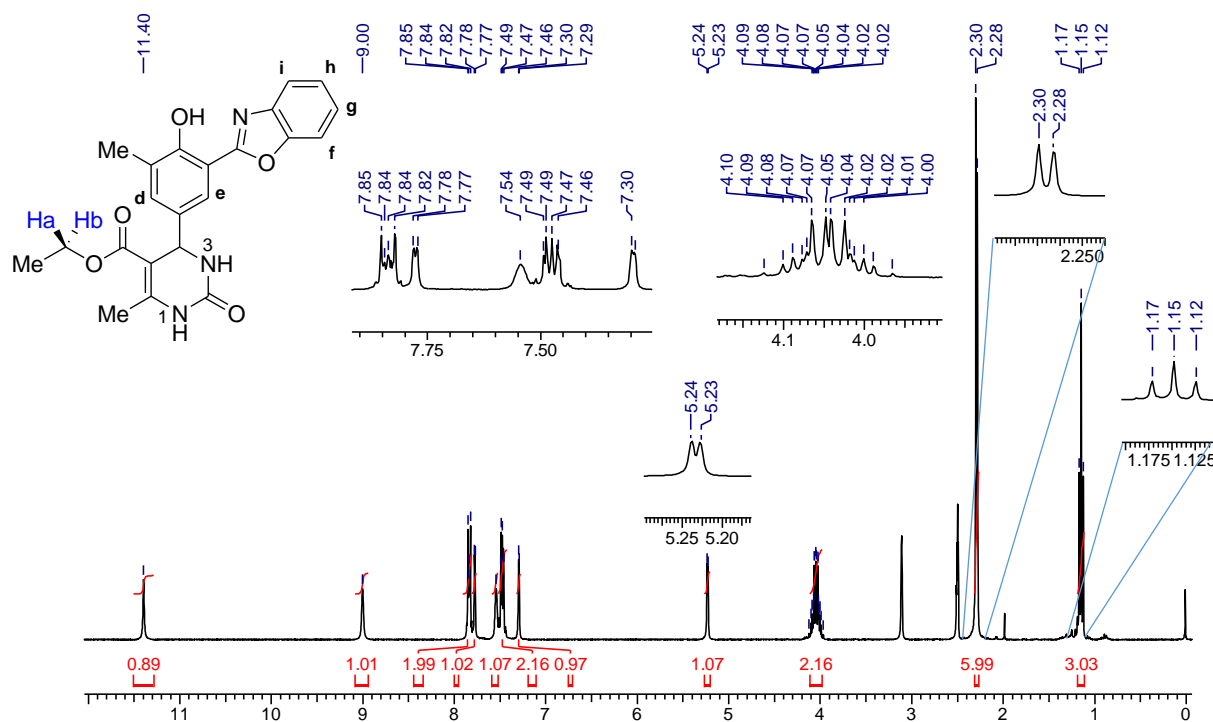 11.40
9.00
7.85
7.84
7.82
7.78
7.77
7.49
7.47
7.46
7.30
7.29
5.24
5.23
4.09
4.08
4.07
4.07
4.05
4.04
4.02
4.02
2.30
2.28
1.17
1.15
1.12
i
h
OH
N
g
Me
O
f
d
e
Ha
Hb
O
3
NH
Me
O
1
Me
N
H
O
7.85
7.84
7.84
7.82
7.78
7.77
7.54
7.49
7.49
7.47
7.46
7.30
7.75 7.50
4.10
4.09
4.08
4.07
4.07
4.05
4.04
4.02
4.02
4.01
4.00
4.1 4.0
2.30
2.28
2.250
1.17
1.15
1.12
1.175 1.125
5.24
5.23
5.25 5.20
0.89 1.01 1.99 1.02 1.07 2.16 0.97 1.07 2.16 5.99 3.03
11 10 9 8 7 6 5 4 3 2 1 0